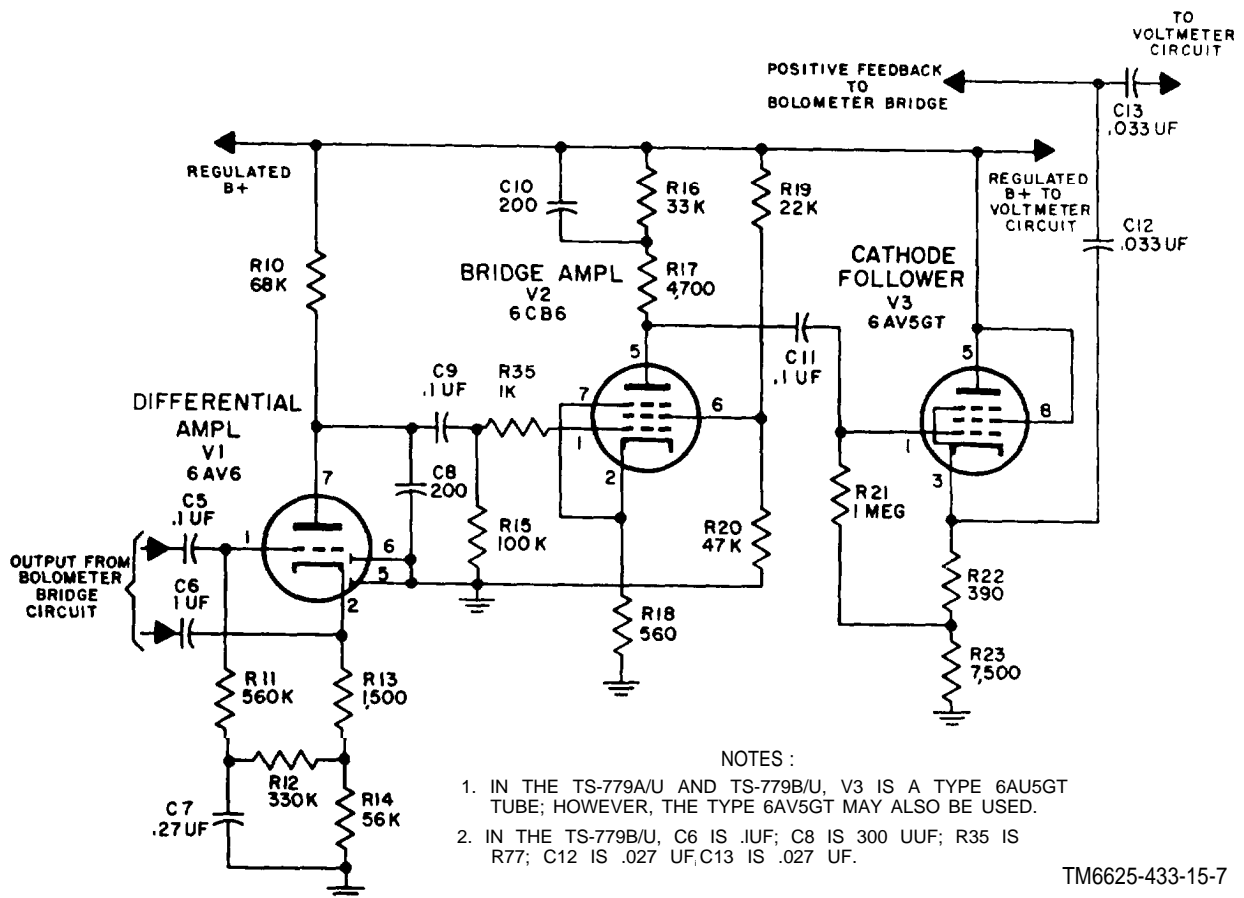 TO
VOLTMETER
CIRCUIT
POSITIVE FEEDBACK
TO
BOLOMETER BRIDGE
C13
.033 UF
REGULATED
B+
C10
200
R16
33K
R19
22K
REGULATED
B+ TO
VOLTMETER
CIRCUIT
C12
.033 UF
R10
68K
BRIDGE AMPL
V2
6CB6
R17
4,700
CATHODE
FOLLOWER
V3
6AV5GT
5
C11
.1 UF
5
DIFFERENTIAL
AMPL
V1
6AV6
C9
.1 UF
R35
1K
7
1
6
2
8
1
3
7
C8
200
C5
.1UF
1
6
5
2
R15
100K
R20
47K
R21
1 MEG
OUTPUT FROM
BOLOMETER
BRIDGE
CIRCUIT
C6
1UF
R18
560
R22
390
R23
7,500
R11
560K
R13
1,500
R12
330K
R14
56K
C7
.27UF
NOTES :
1. IN THE TS-779A/U AND TS-779B/U, V3 IS A TYPE 6AU5GT
TUBE; HOWEVER, THE TYPE 6AV5GT MAY ALSO BE USED.
2. IN THE TS-779B/U, C6 IS .1UF; C8 IS 300 UUF; R35 IS
R77; C12 IS .027 UF, C13 IS .027 UF.
TM6625-433-15-7